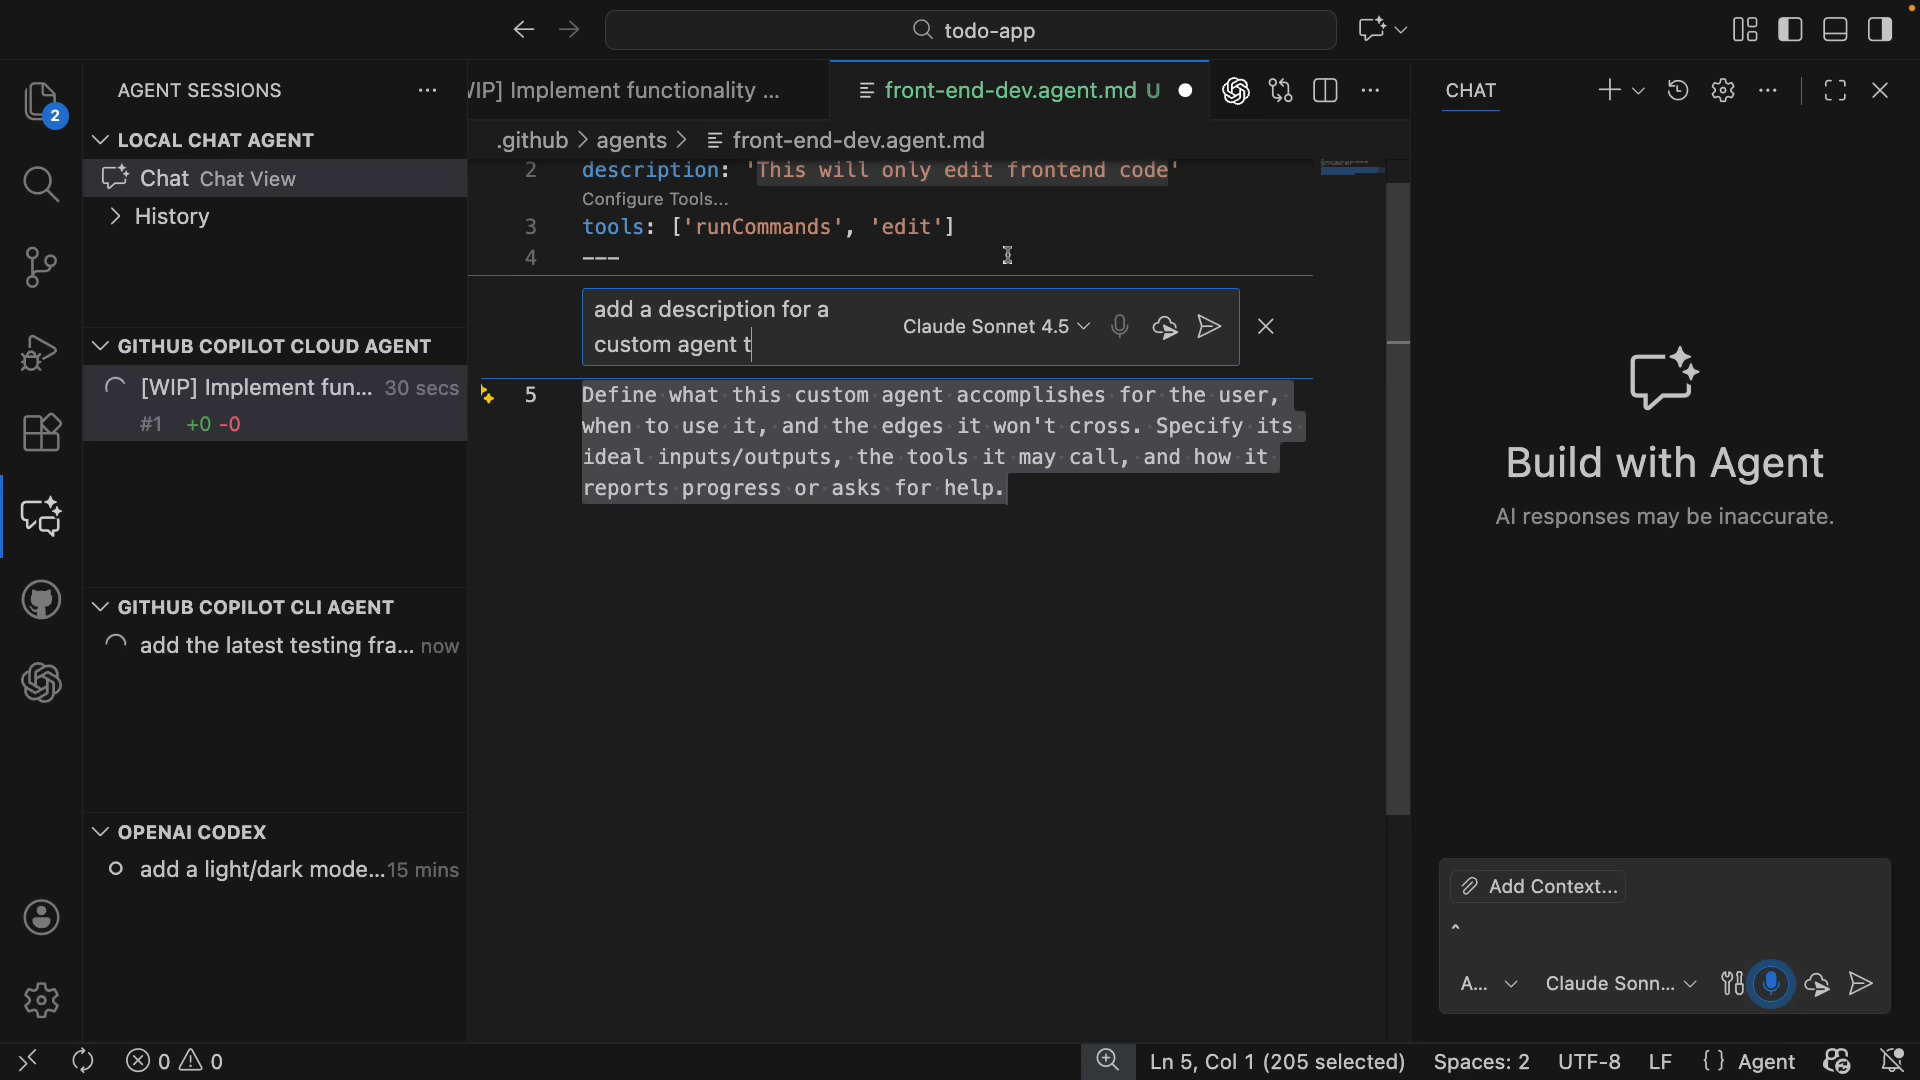 todo-app
2
AGENT SESSIONS
LOCAL CHAT AGENT
Chat Chat View
History
GITHUB COPILOT CLOUD AGENT
[WIP] Implement fun... 30 secs
#1 +0 -0
GITHUB COPILOT CLI AGENT
add the latest testing fra... now
OPENAI CODEX
add a light/dark mode... 15 mins
WIP] Implement functionality ...
front-end-dev.agent.md U
.github > agents > front-end-dev.agent.md
2 description: 'This will only edit frontend code'
Configure Tools...
3 tools: ['runCommands', 'edit']
4 ---
add a description for a
custom agent t
Claude Sonnet 4.5
5 Define what this custom agent accomplishes for the user,
when to use it, and the edges it won't cross. Specify its
ideal inputs/outputs, the tools it may call, and how it
reports progress or asks for help.
CHAT
Build with Agent
AI responses may be inaccurate.
Add Context...
A... Claude Sonn...
0 0
Ln 5, Col 1 (205 selected) Spaces: 2 UTF-8 LF {} Agent